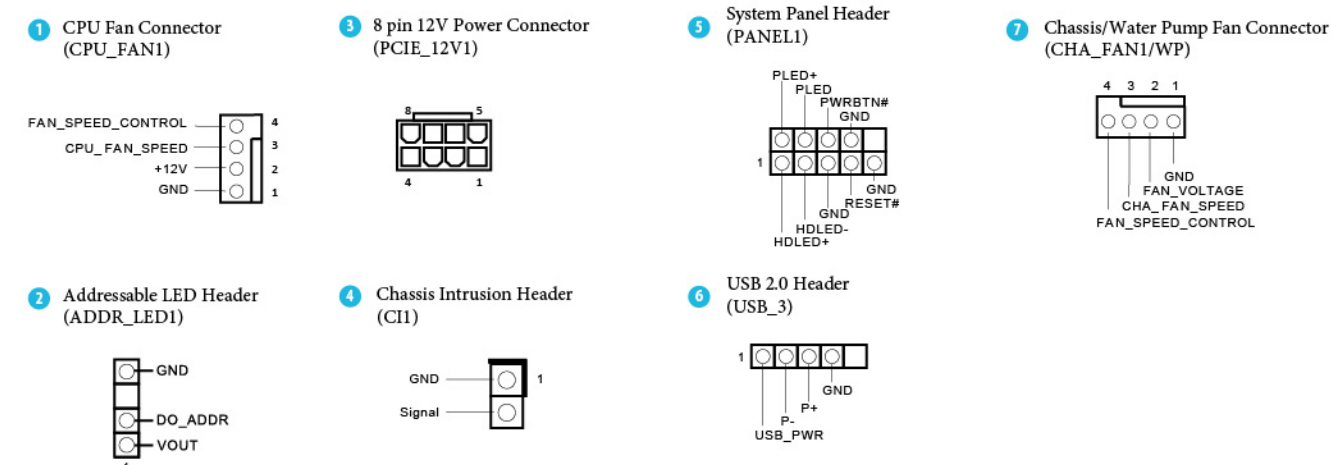 1 CPU Fan Connector
(CPU_FAN1)
FAN_SPEED_CONTROL 4
CPU_FAN_SPEED 3
+12V 2
GND 1
2 Addressable LED Header
(ADDR_LED1)
GND
DO_ADDR
VOUT
3 8 pin 12V Power Connector
(PCIE_12V1)
8 5
4 1
4 Chassis Intrusion Header
(CI1)
GND 1
Signal
5 System Panel Header
(PANEL1)
PLED+
PLED
PWRBTN#
GND
1
GND
RESET#
GND
HDLED-
HDLED+
6 USB 2.0 Header
(USB_3)
1
GND
P+
P-
USB_PWR
7 Chassis/Water Pump Fan Connector
(CHA_FAN1/WP)
4 3 2 1
GND
FAN_VOLTAGE
CHA_FAN_SPEED
FAN_SPEED_CONTROL